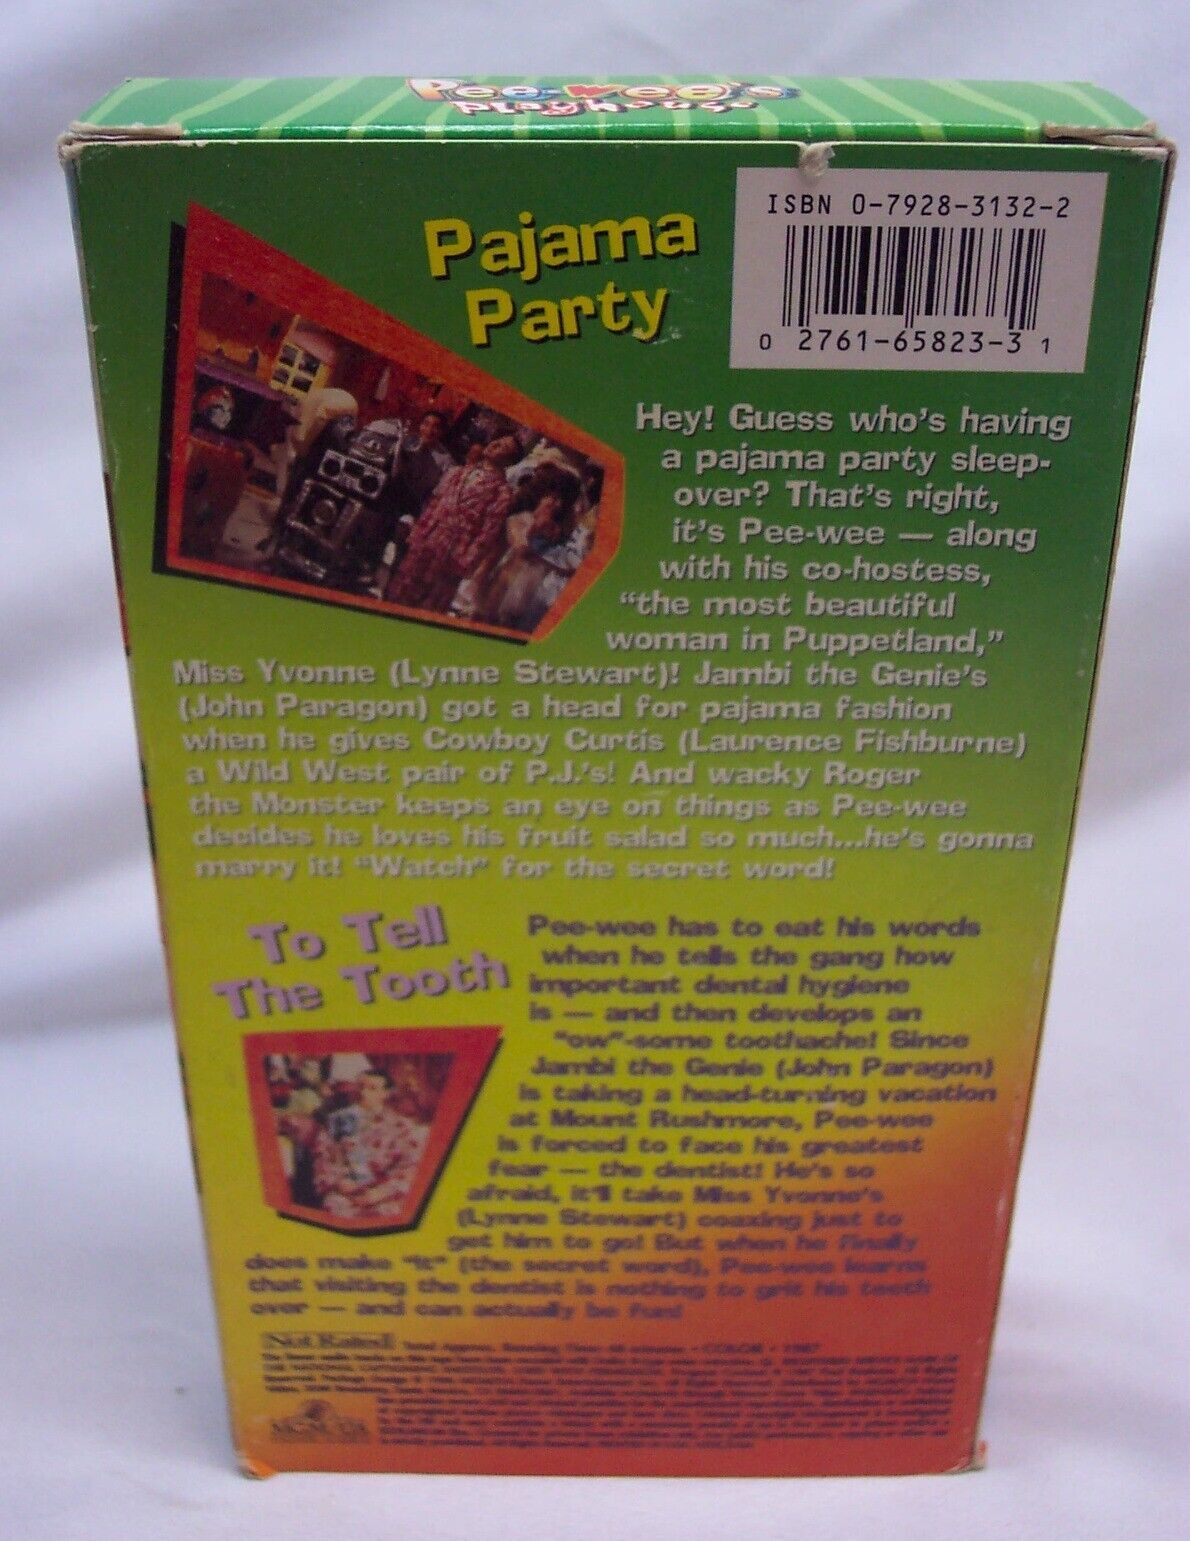 Pee-wee's
Playhouse
ISBN 0-7928-3132-2
0 2761-65823-3 1
Pajama
Party
Hey! Guess who's having
a pajama party sleep-
over? That's right,
it's Pee-wee — along
with his co-hostess,
"the most beautiful
woman in Puppetland,"
Miss Yvonne (Lynne Stewart)! Jambi the Genie's
(John Paragon) got a head for pajama fashion
when he gives Cowboy Curtis (Laurence Fishburne)
a Wild West pair of P.J.'s! And wacky Roger
the Monster keeps an eye on things as Pee-wee
decides he loves his fruit salad so much...he's gonna
marry it! "Watch" for the secret word!
To Tell
The Tooth
Pee-wee has to eat his words
when he tells the gang how
important dental hygiene
is — and then develops an
"ow"-some toothache! Since
Jambi the Genie (John Paragon)
is taking a head-turning vacation
at Mount Rushmore, Pee-wee
is forced to face his greatest
fear — the dentist! He's so
afraid, it'll take Miss Yvonne's
(Lynne Stewart) coaxing just to
get him to go! But when he finally
does make "it" (the secret word), Pee-wee learns
that visiting the dentist is nothing to grit his teeth
over — and can actually be fun!
Not Rated Total Approx. Running Time: minutes • COLOR • 1987